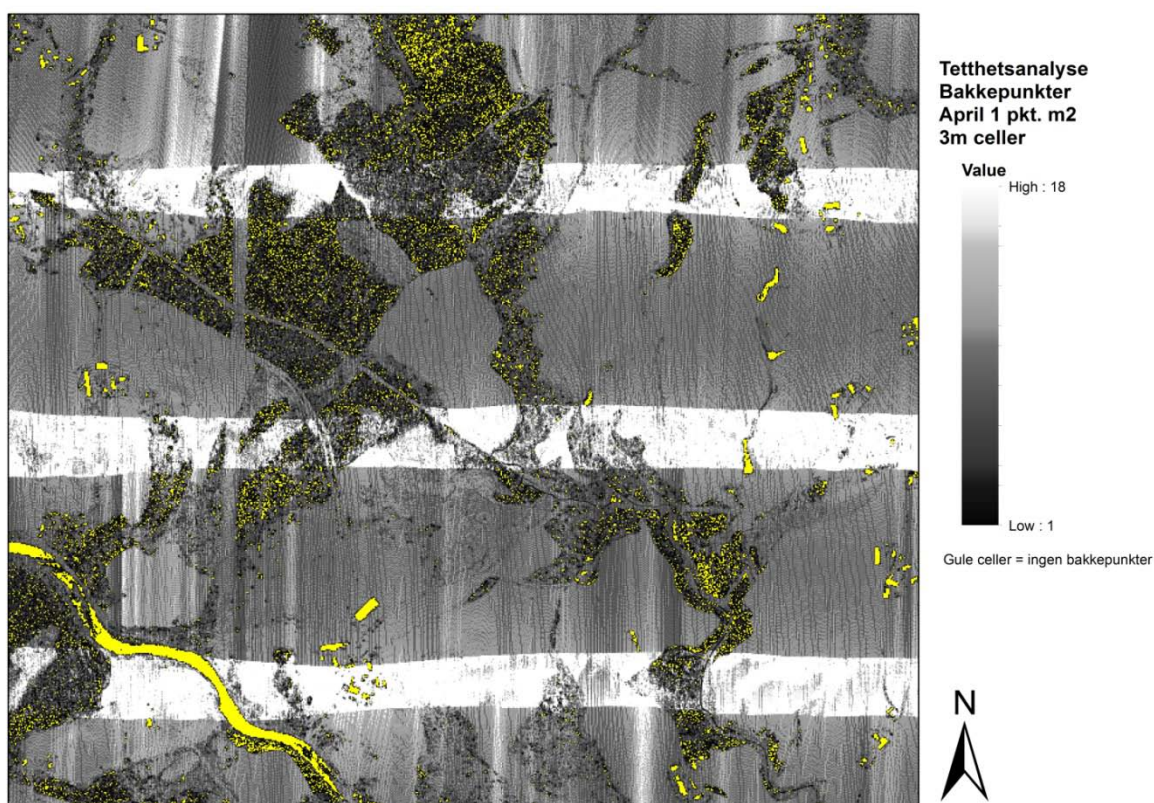 Tetthetsanalyse
Bakkepunkter
April 1 pkt. m2
3m celler
Value
High : 18
Low : 1
Gule celler = ingen bakkepunkter
N